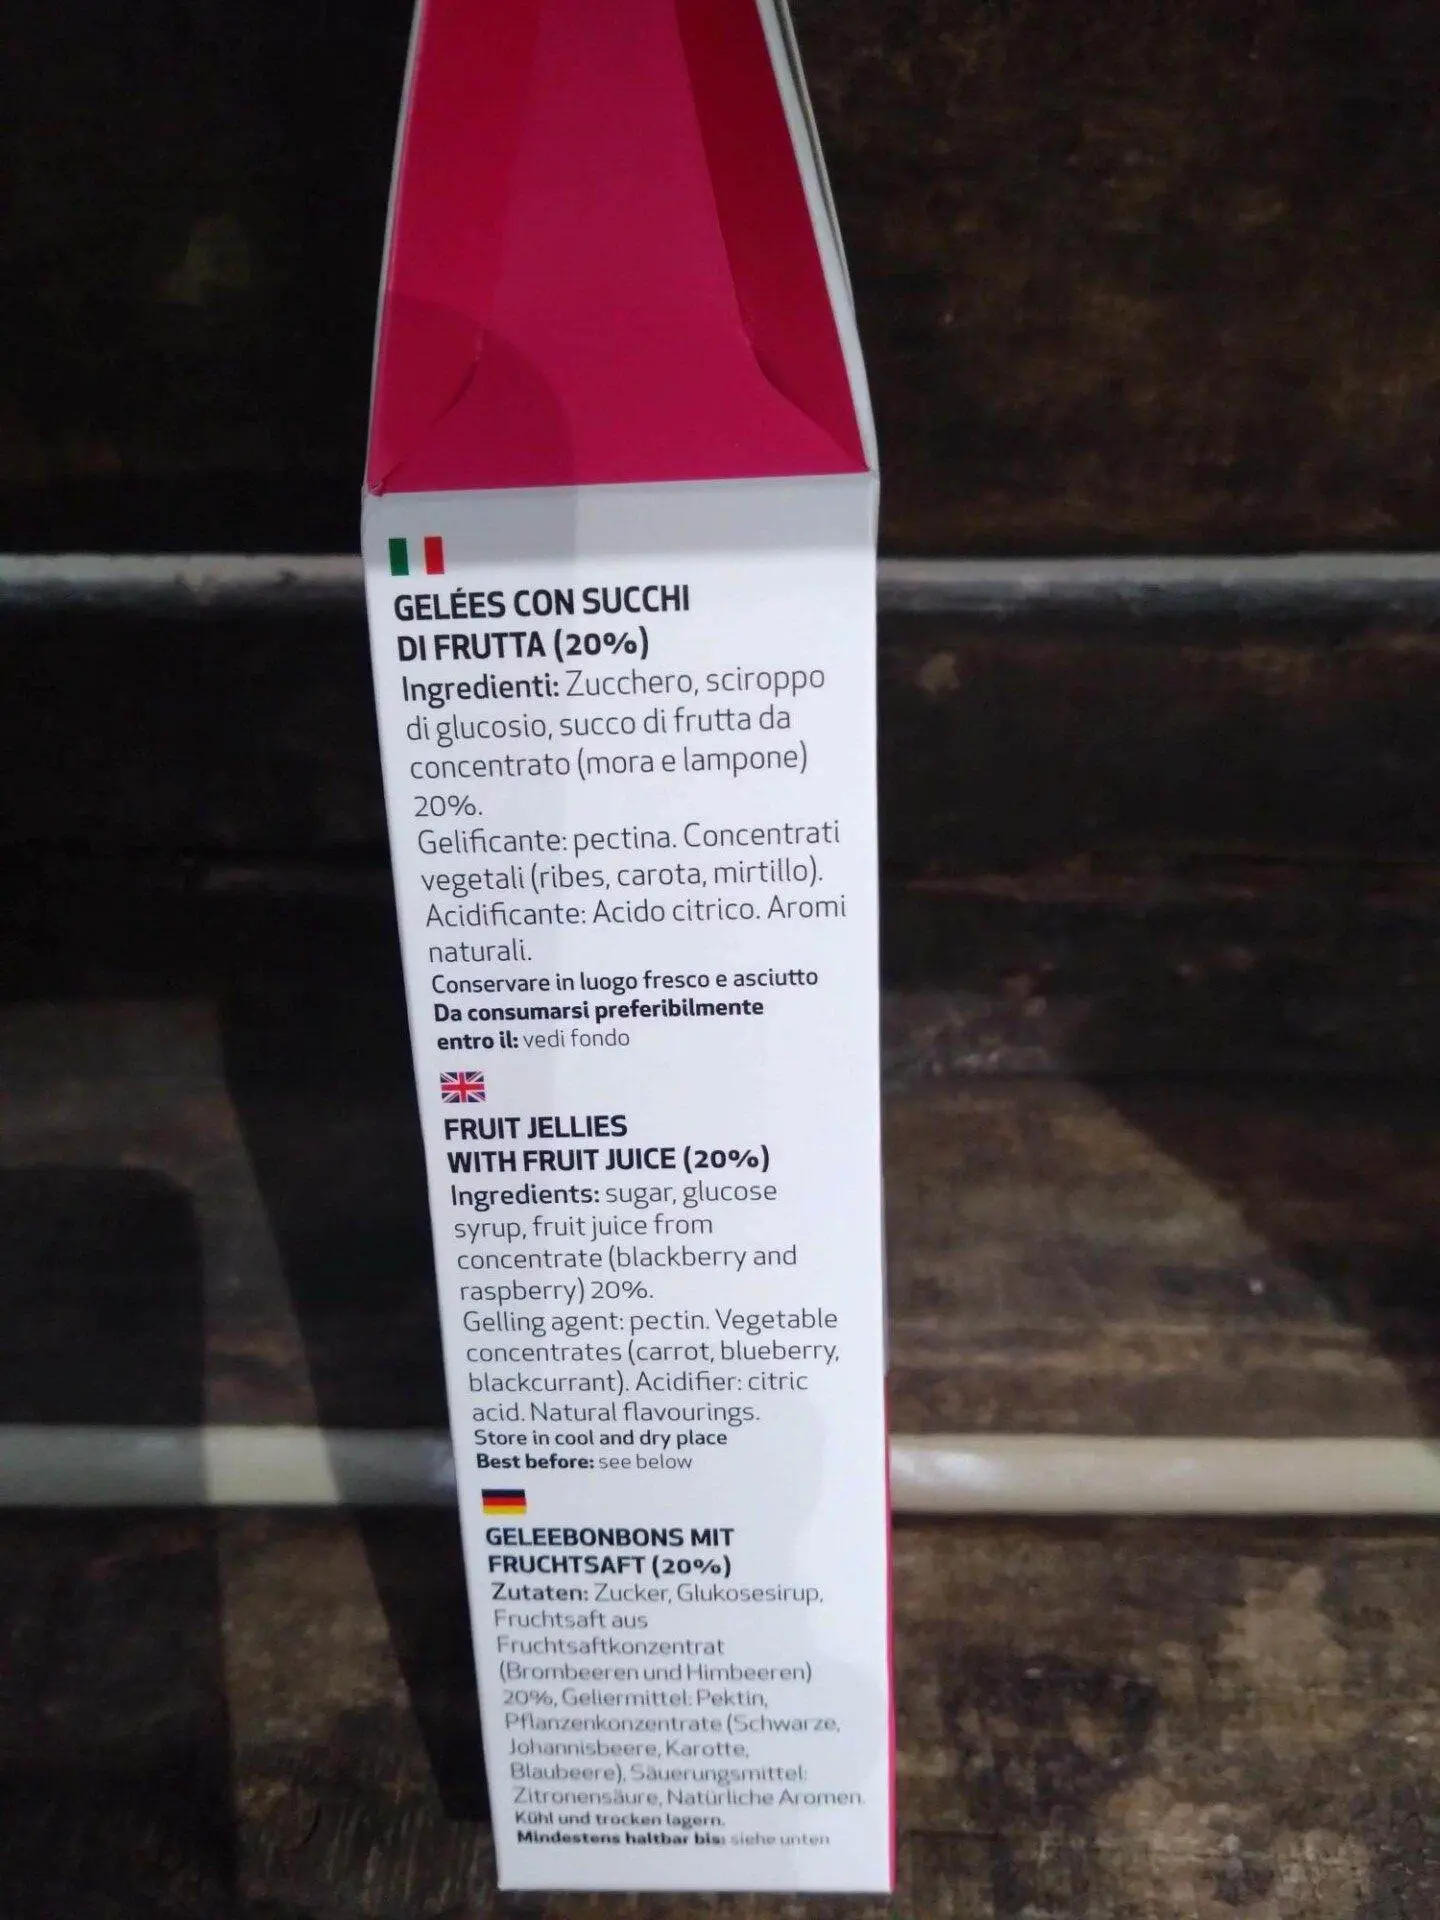 GELÉES CON SUCCHI
DI FRUTTA (20%)
Ingredienti: Zucchero, sciroppo
di glucosio, succo di frutta da
concentrato (mora e lampone)
20%.
Gelificante: pectina. Concentrati
vegetali (ribes, carota, mirtillo).
Acidificante: Acido citrico. Aromi
naturali.
Conservare in luogo fresco e asciutto
Da consumarsi preferibilmente
entro il: vedi fondo
FRUIT JELLIES
WITH FRUIT JUICE (20%)
Ingredients: sugar, glucose
syrup, fruit juice from
concentrate (blackberry and
raspberry) 20%.
Gelling agent: pectin. Vegetable
concentrates (carrot, blueberry,
blackcurrant). Acidifier: citric
acid. Natural flavourings.
Store in cool and dry place
Best before: see below
GELEEBONBONS MIT
FRUCHTSAFT (20%)
Zutaten: Zucker, Glukosesirup,
Fruchtsaft aus
Fruchtsaftkonzentrat
(Brombeeren und Himbeeren)
20%, Geliermittel: Pektin,
Pflanzenkonzentrate (Schwarze,
Johannisbeere, Karotte,
Blaubeere), Säuerungsmittel:
Zitronensäure, Natürliche Aromen.
Kühl und trocken lagern.
Mindestens haltbar bis: siehe unten